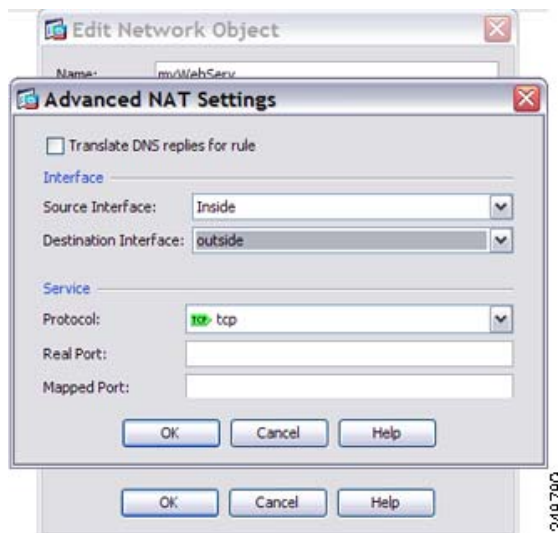 Edit Network Object
Name: myWebServ
Advanced NAT Settings
Translate DNS replies for rule
Interface
Source Interface: Inside
Destination Interface: outside
Service
Protocol: TCP tcp
Real Port:
Mapped Port:
OK Cancel Help
OK Cancel Help